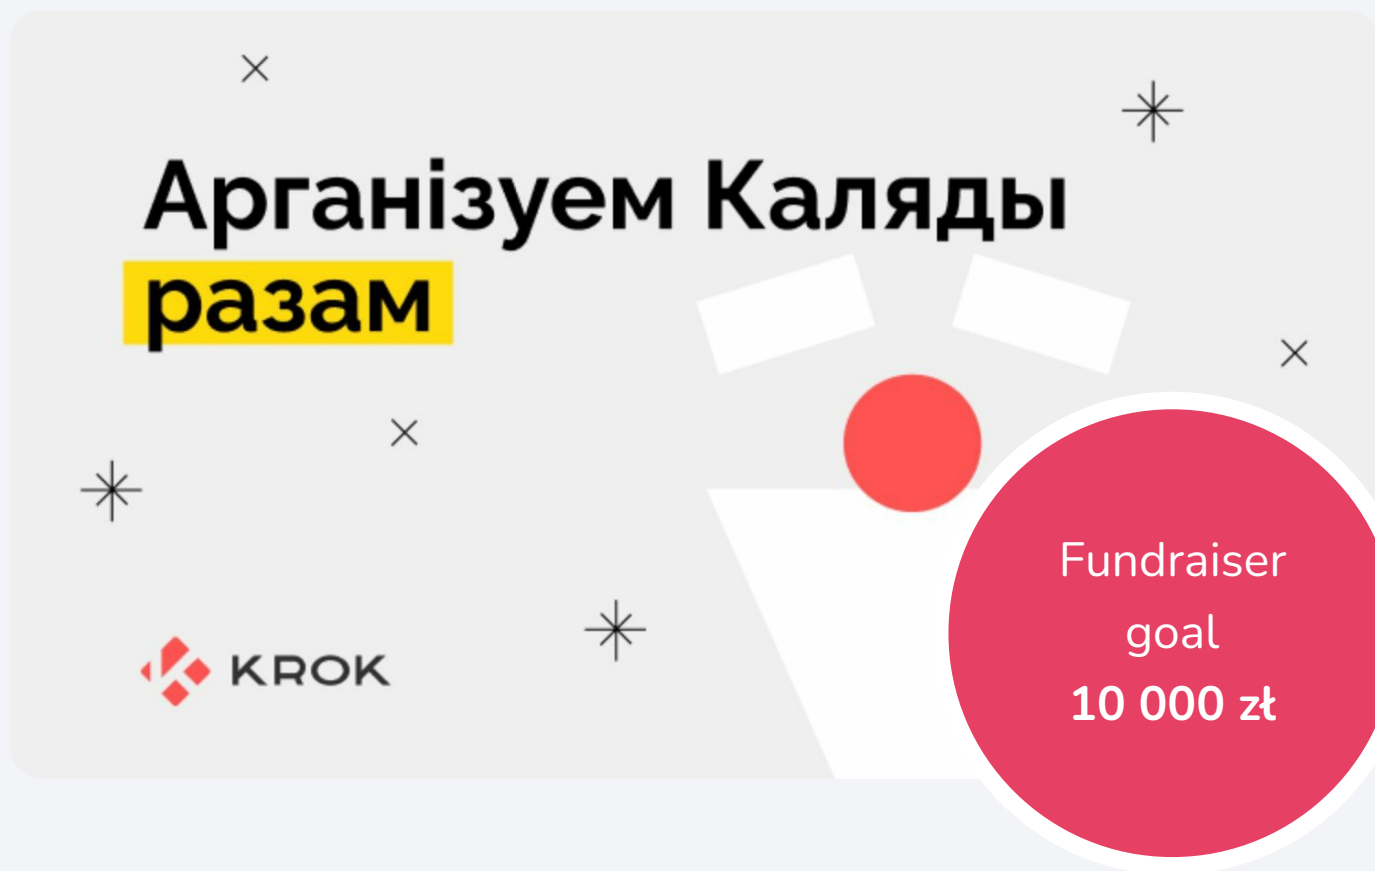 Арганізуем Каляды
разам
KROK
Fundraiser
goal
10 000 zł